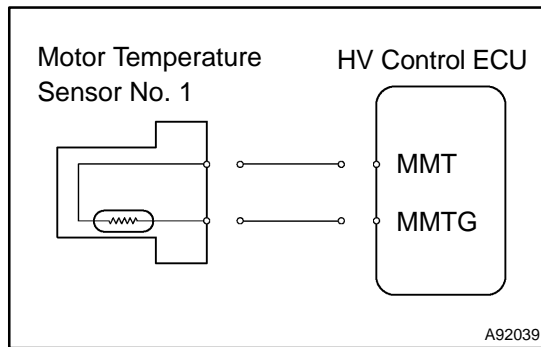 Motor Temperature
Sensor No. 1
HV Control ECU
MMT
MMTG
A92039